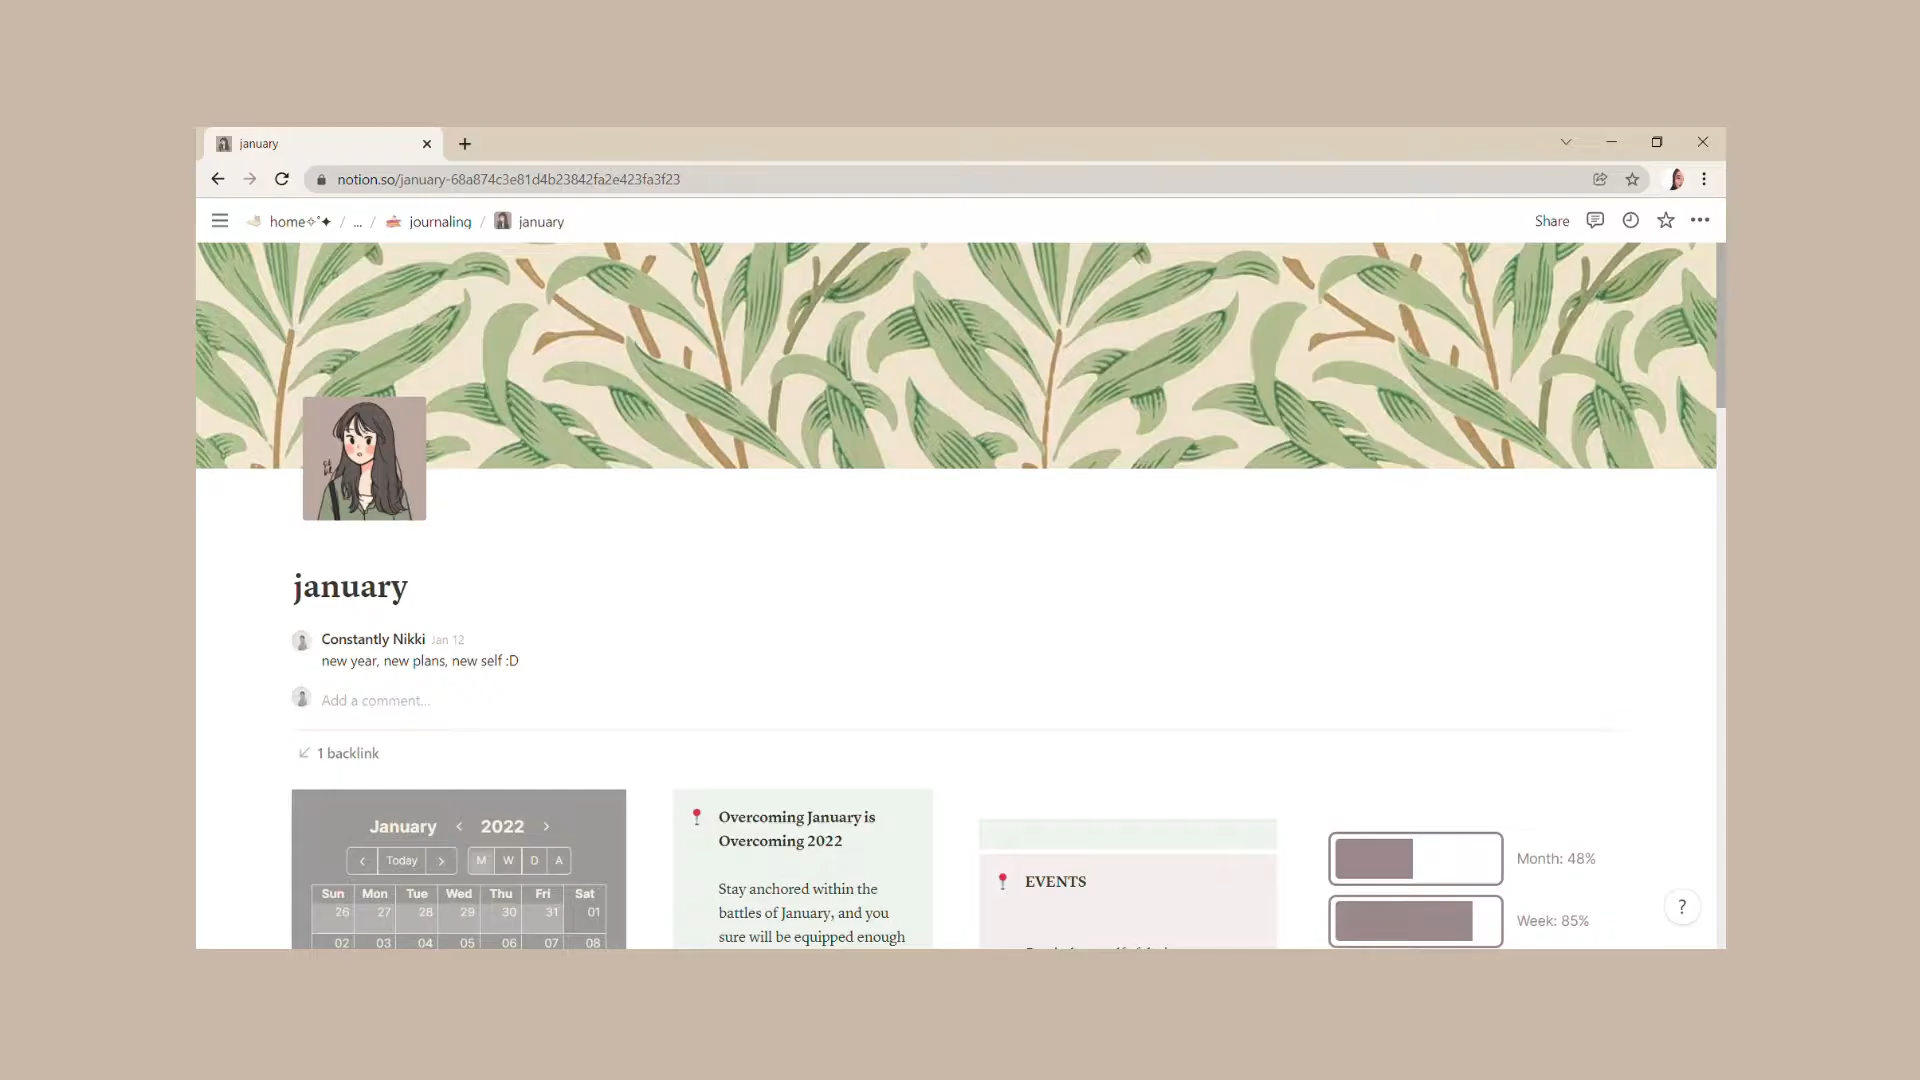 january
notion.so/january-68a874c3e81d4b23842fa2e423fa3f23
home✧˚✦ / ... / journaling / january
Share
january
Constantly Nikki Jan 12
new year, new plans, new self :D
Add a comment...
1 backlink
January 2022
Today
M W D A
Sun Mon Tue Wed Thu Fri Sat
26 27 28 29 30 31 01
02 03 04 05 06 07 08
Overcoming January is
Overcoming 2022
Stay anchored within the
battles of January, and you
sure will be equipped enough
EVENTS
Month: 48%
Week: 85%
?